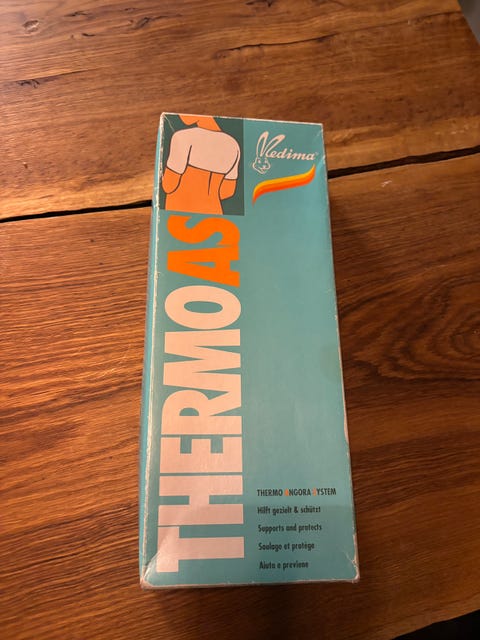 Medima
THERMOAS
THERMO ANGORA SYSTEM
Hilft gezielt & schützt
Supports and protects
Soulage et protège
Aiuta e previene